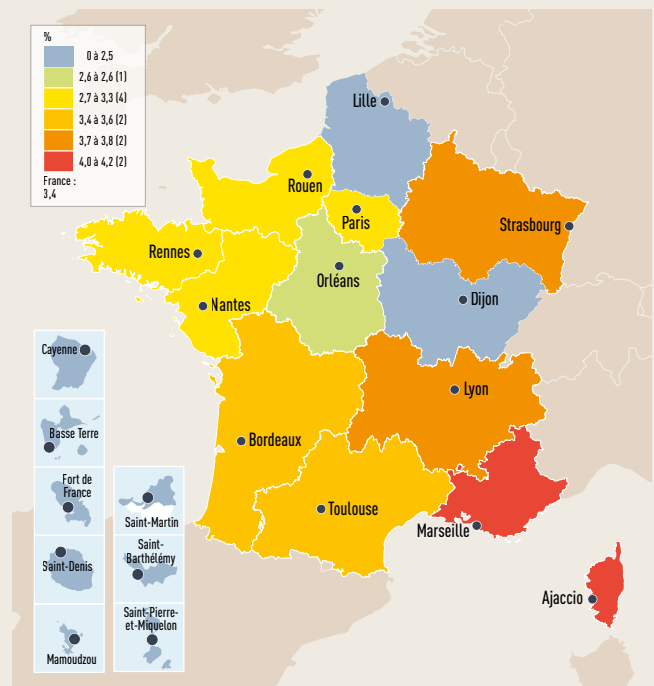 %
0 à 2,5
2,6 à 2,6 (1)
2,7 à 3,3 (4)
3,4 à 3,6 (2)
3,7 à 3,8 (2)
4,0 à 4,2 (2)
France :
3,4
Lille
Rouen
Paris
Strasbourg
Rennes
Orléans
Nantes
Dijon
Cayenne
Lyon
Basse Terre
Bordeaux
Fort de
France
Toulouse
Saint-Martin
Marseille
Saint-
Barthélémy
Saint-Denis
Ajaccio
Saint-Pierre-
et-Miquelon
Mamoudzou